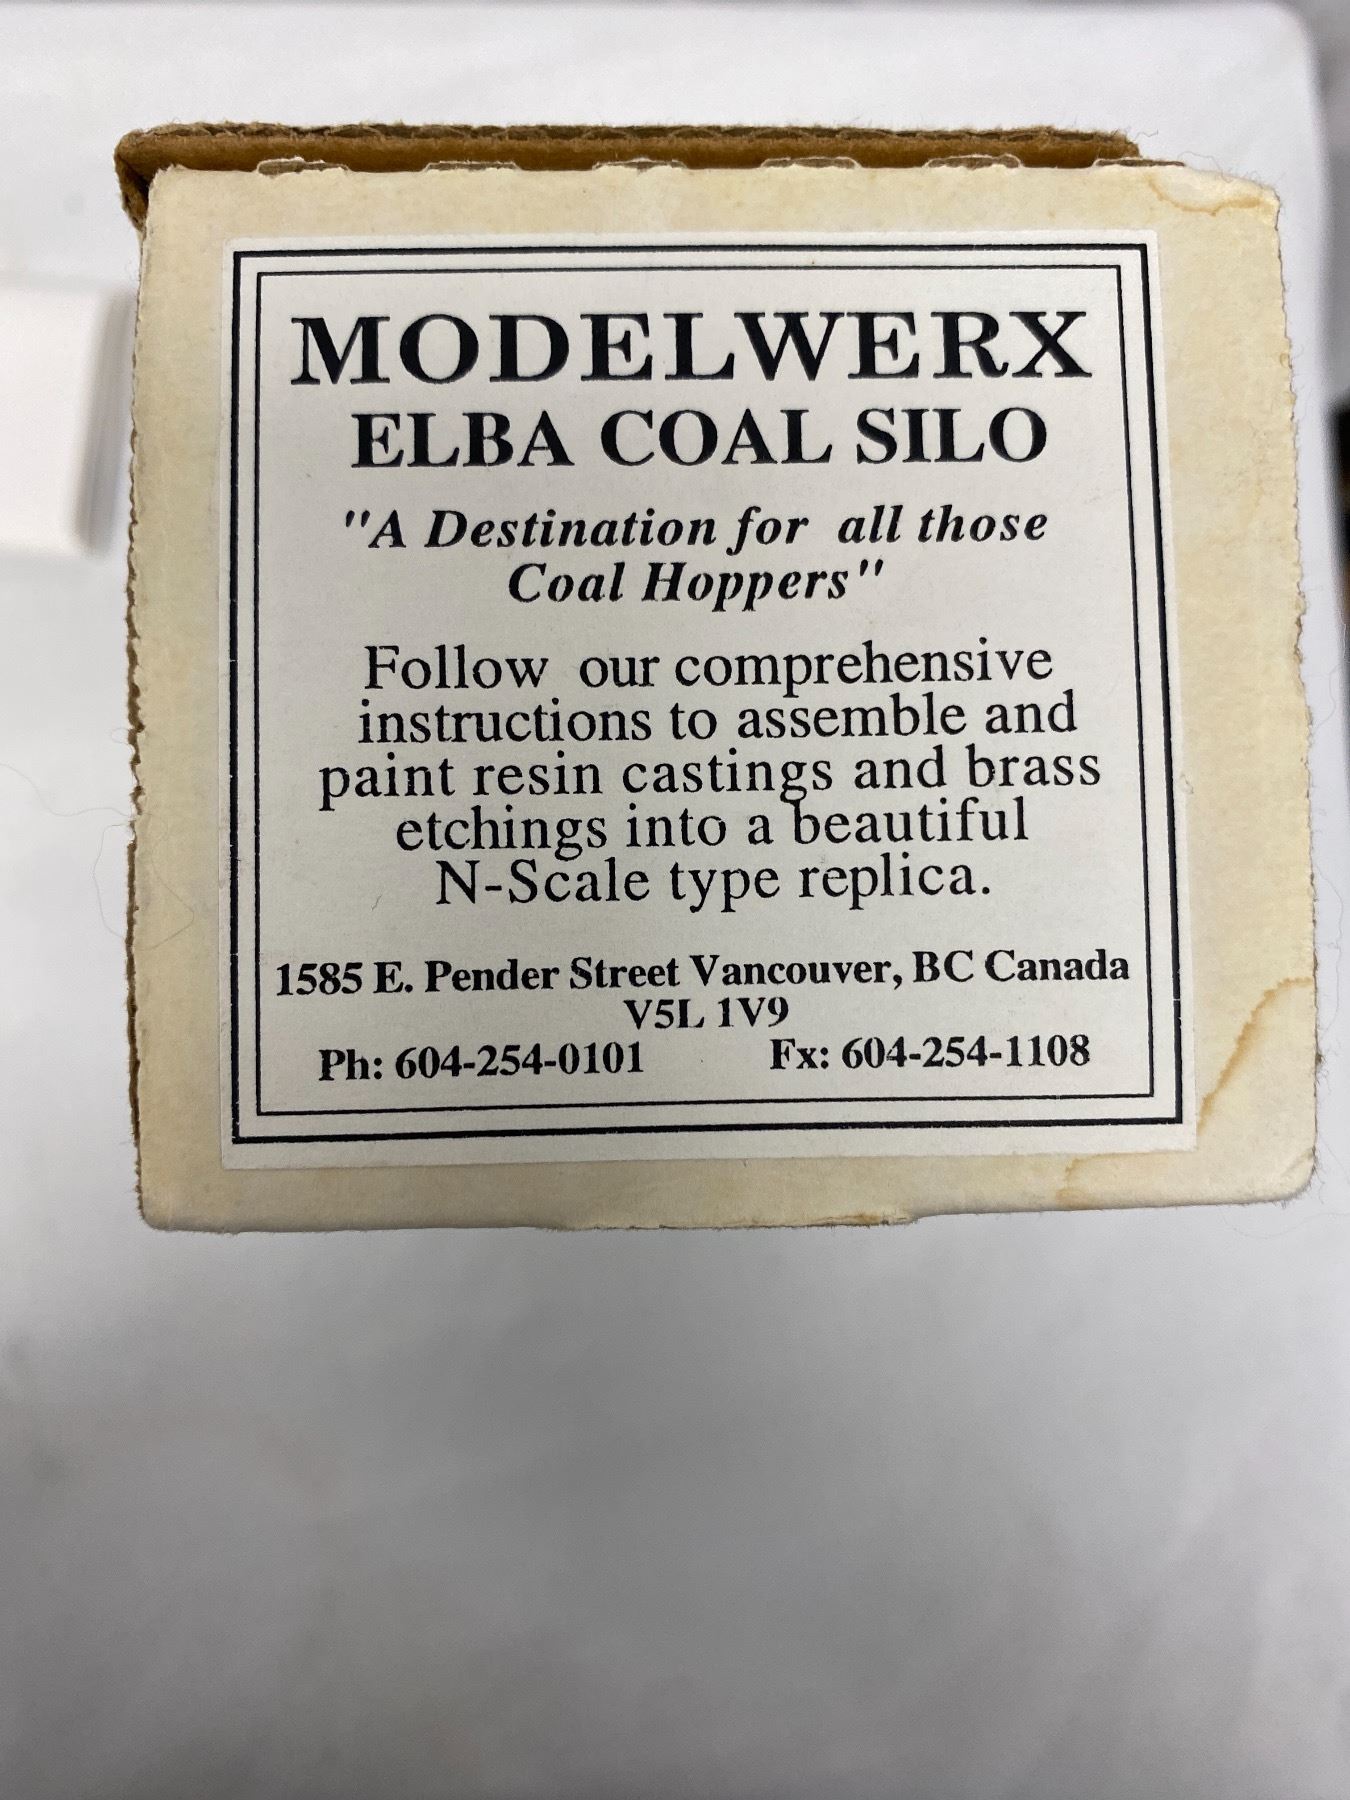 MODELWERX
ELBA COAL SILO
"A Destination for all those
Coal Hoppers"
Follow our comprehensive
instructions to assemble and
paint resin castings and brass
etchings into a beautiful
N-Scale type replica.
1585 E. Pender Street Vancouver, BC Canada
V5L 1V9
Ph: 604-254-0101 Fx: 604-254-1108